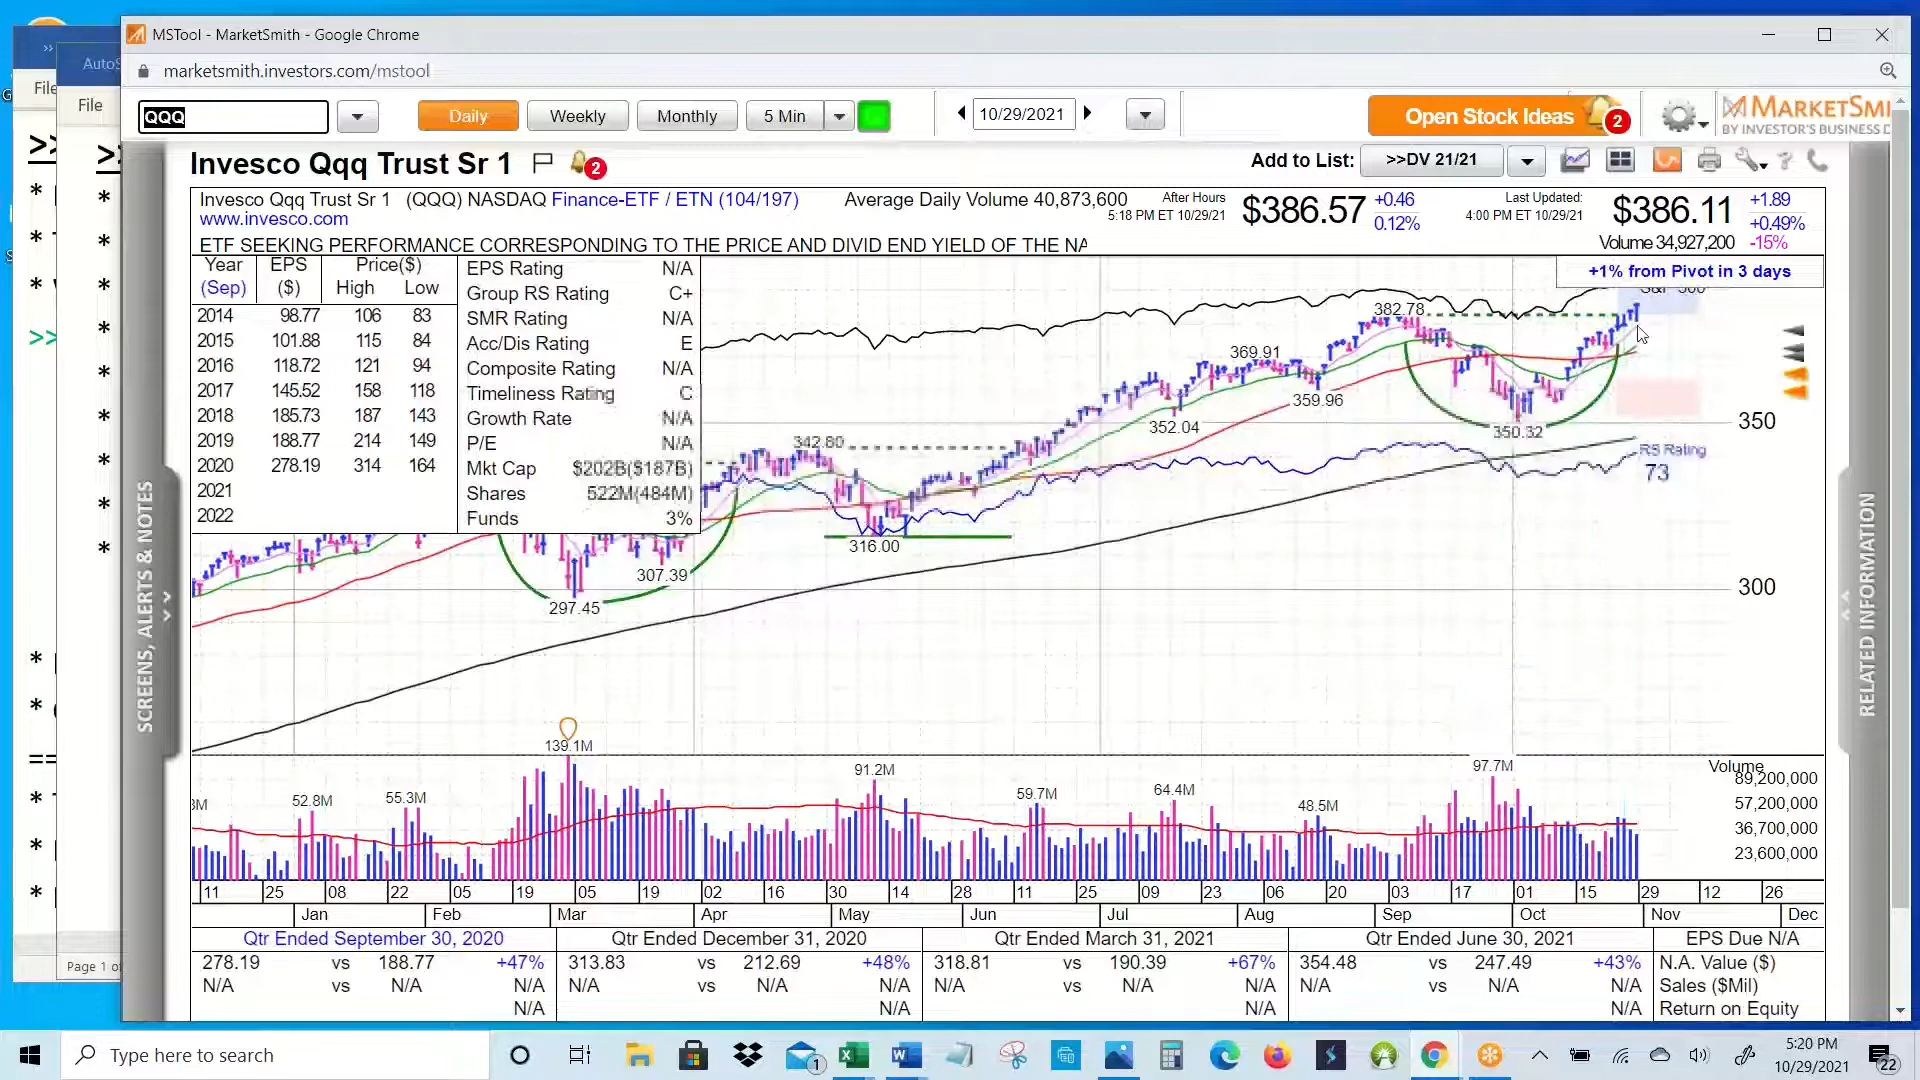 MSTool - MarketSmith - Google Chrome
marketsmith.investors.com/mstool
AutoS
File
File
QQQ
Daily
Weekly
Monthly
5 Min
10/29/2021
Open Stock Ideas
2
MARKETSMI
BY INVESTOR'S BUSINESS D
Invesco Qqq Trust Sr 1
2
Add to List:
>>DV 21/21
Invesco Qqq Trust Sr 1 (QQQ) NASDAQ Finance-ETF / ETN (104/197)
Average Daily Volume 40,873,600
www.invesco.com
After Hours
5:18 PM ET 10/29/21
$386.57
+0.46
0.12%
Last Updated:
4:00 PM ET 10/29/21
$386.11
+1.89
+0.49%
Volume 34,927,200 -15%
ETF SEEKING PERFORMANCE CORRESPONDING TO THE PRICE AND DIVID END YIELD OF THE NA
+1% from Pivot in 3 days
S&P 500
Year EPS Price($)
(Sep) ($) High Low
2014 98.77 106 83
2015 101.88 115 84
2016 118.72 121 94
2017 145.52 158 118
2018 185.73 187 143
2019 188.77 214 149
2020 278.19 314 164
2021
2022
EPS Rating N/A
Group RS Rating C+
SMR Rating N/A
Acc/Dis Rating E
Composite Rating N/A
Timeliness Rating C
Growth Rate N/A
P/E N/A
Mkt Cap $202B($187B)
Shares 522M(484M)
Funds 3%
382.78
369.91
359.96
352.04
350.32
342.80
316.00
307.39
297.45
350
300
RS Rating
73
SCREENS, ALERTS & NOTES
RELATED INFORMATION
139.1M
91.2M
97.7M
52.8M
55.3M
59.7M
64.4M
48.5M
Volume
89,200,000
57,200,000
36,700,000
23,600,000
11 25 08 22 05 19 05 19 02 16 30 14 28 11 25 09 23 06 20 03 17 01 15 29 12 26
Jan Feb Mar Apr May Jun Jul Aug Sep Oct Nov Dec
Qtr Ended September 30, 2020
Qtr Ended December 31, 2020
Qtr Ended March 31, 2021
Qtr Ended June 30, 2021
EPS Due N/A
278.19 vs 188.77 +47%
313.83 vs 212.69 +48%
318.81 vs 190.39 +67%
354.48 vs 247.49 +43%
N.A. Value ($)
N/A vs N/A N/A
N/A vs N/A N/A
N/A vs N/A N/A
N/A vs N/A N/A
Sales ($Mil)
N/A
N/A
N/A
N/A
Return on Equity
Page 1 o
Type here to search
1
5:20 PM
10/29/2021
22